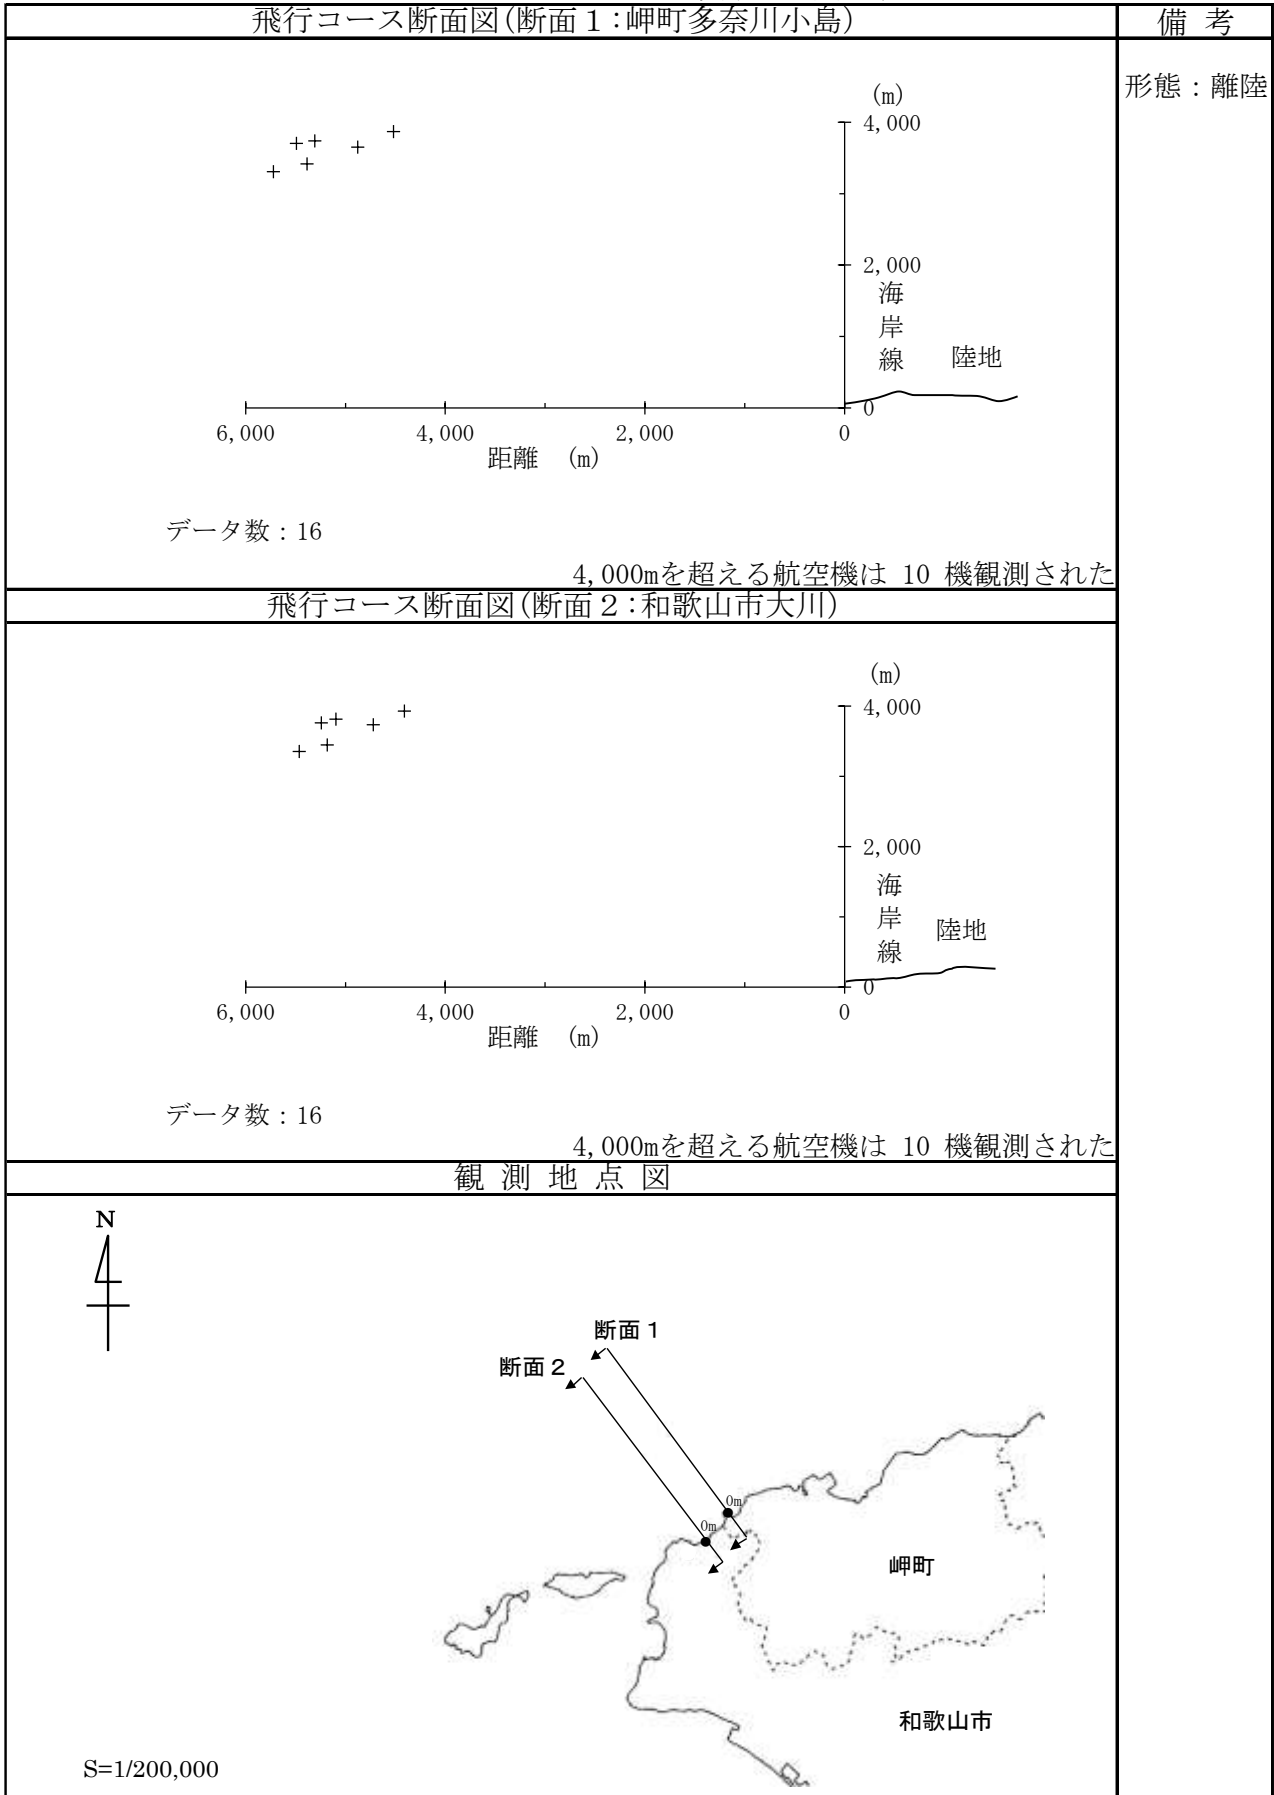 飛行コース断面図(断面１:岬町多奈川小島)
備 考
形態：離陸
(m)
4,000
2,000
海岸線
陸地
0
6,000
4,000
2,000
0
距離 (m)
データ数：16
4,000mを超える航空機は 10 機観測された
飛行コース断面図(断面２:和歌山市大川)
(m)
4,000
2,000
海岸線
陸地
0
6,000
4,000
2,000
0
距離 (m)
データ数：16
4,000mを超える航空機は 10 機観測された
観 測 地 点 図
N
断面１
断面２
0m
0m
岬町
和歌山市
S=1/200,000